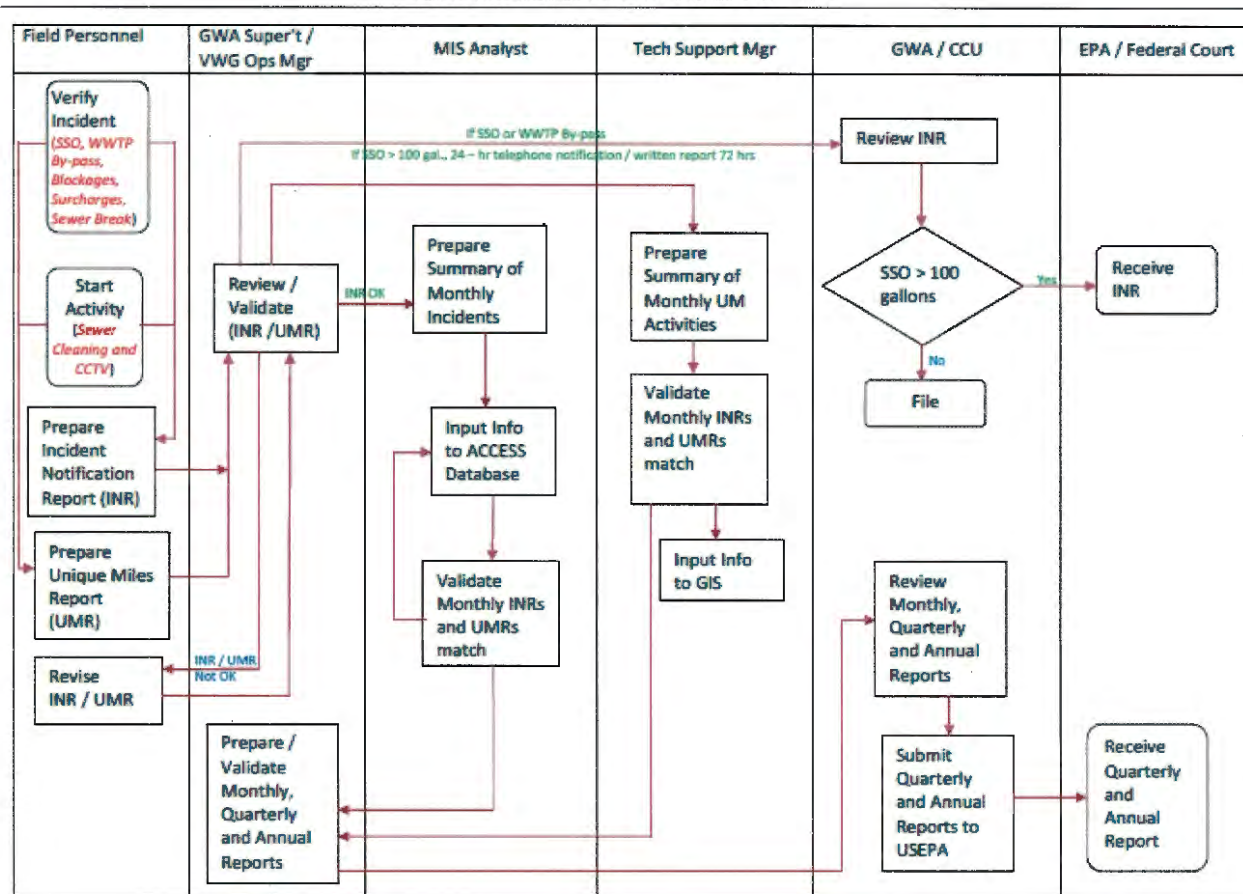 Field Personnel
GWA Super't /
VWG Ops Mgr
MIS Analyst
Tech Support Mgr
GWA / CCU
EPA / Federal Court
Verify
Incident
(SSO, WWTP
By-pass,
Blockages,
Surcharges,
Sewer Break)
Start
Activity
(Sewer
Cleaning and
CCTV)
Prepare
Incident
Notification
Report (INR)
Prepare
Unique Miles
Report
(UMR)
Revise
INR / UMR
Review /
Validate
(INR /UMR)
INR / UMR
Not OK
Prepare /
Validate
Monthly,
Quarterly
and Annual
Reports
If SSO or WWTP By-pass
If SSO > 100 gal., 24 – hr telephone notification / written report 72 hrs
INR OK
Prepare
Summary of
Monthly
Incidents
Input Info
to ACCESS
Database
Validate
Monthly INRs
and UMRs
match
Prepare
Summary of
Monthly UM
Activities
Validate
Monthly INRs
and UMRs
match
Input Info
to GIS
Review INR
SSO > 100
gallons
Yes
No
File
Review
Monthly,
Quarterly
and Annual
Reports
Submit
Quarterly
and Annual
Reports to
USEPA
Receive
INR
Receive
Quarterly
and
Annual
Report